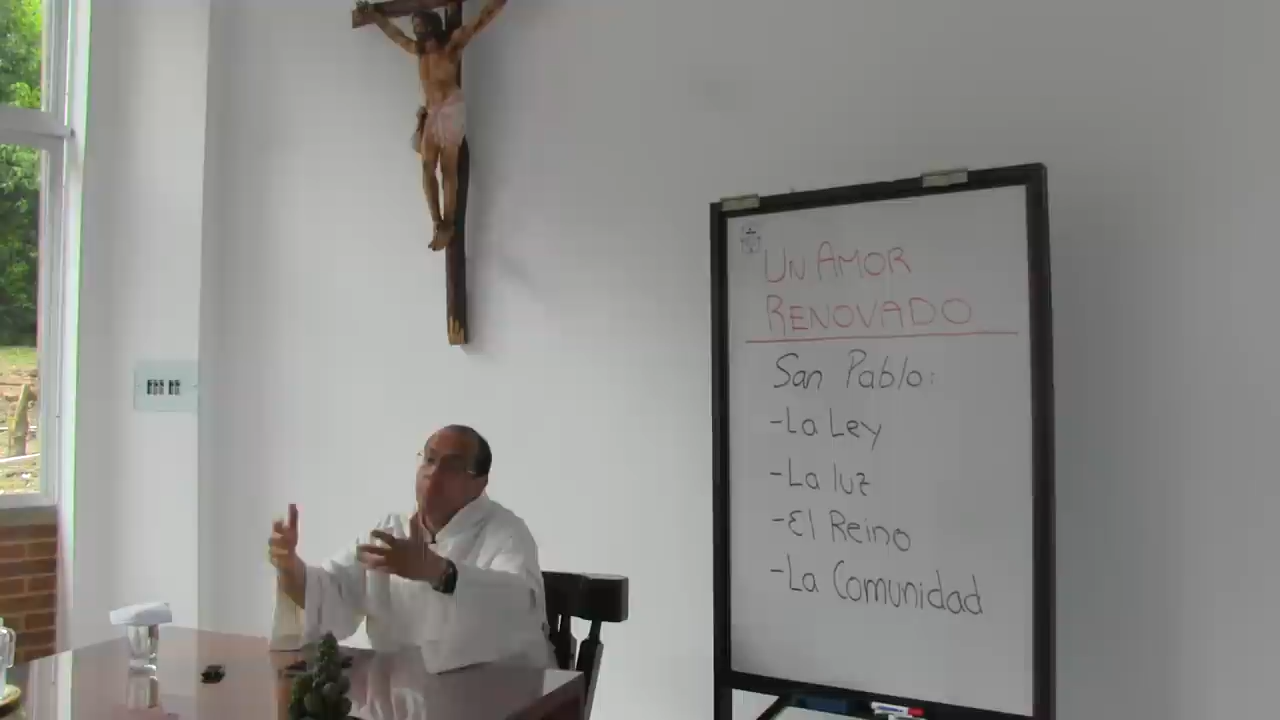 UN AMOR
RENOVADO
San Pablo:
-La Ley
-La luz
-El Reino
-La Comunidad